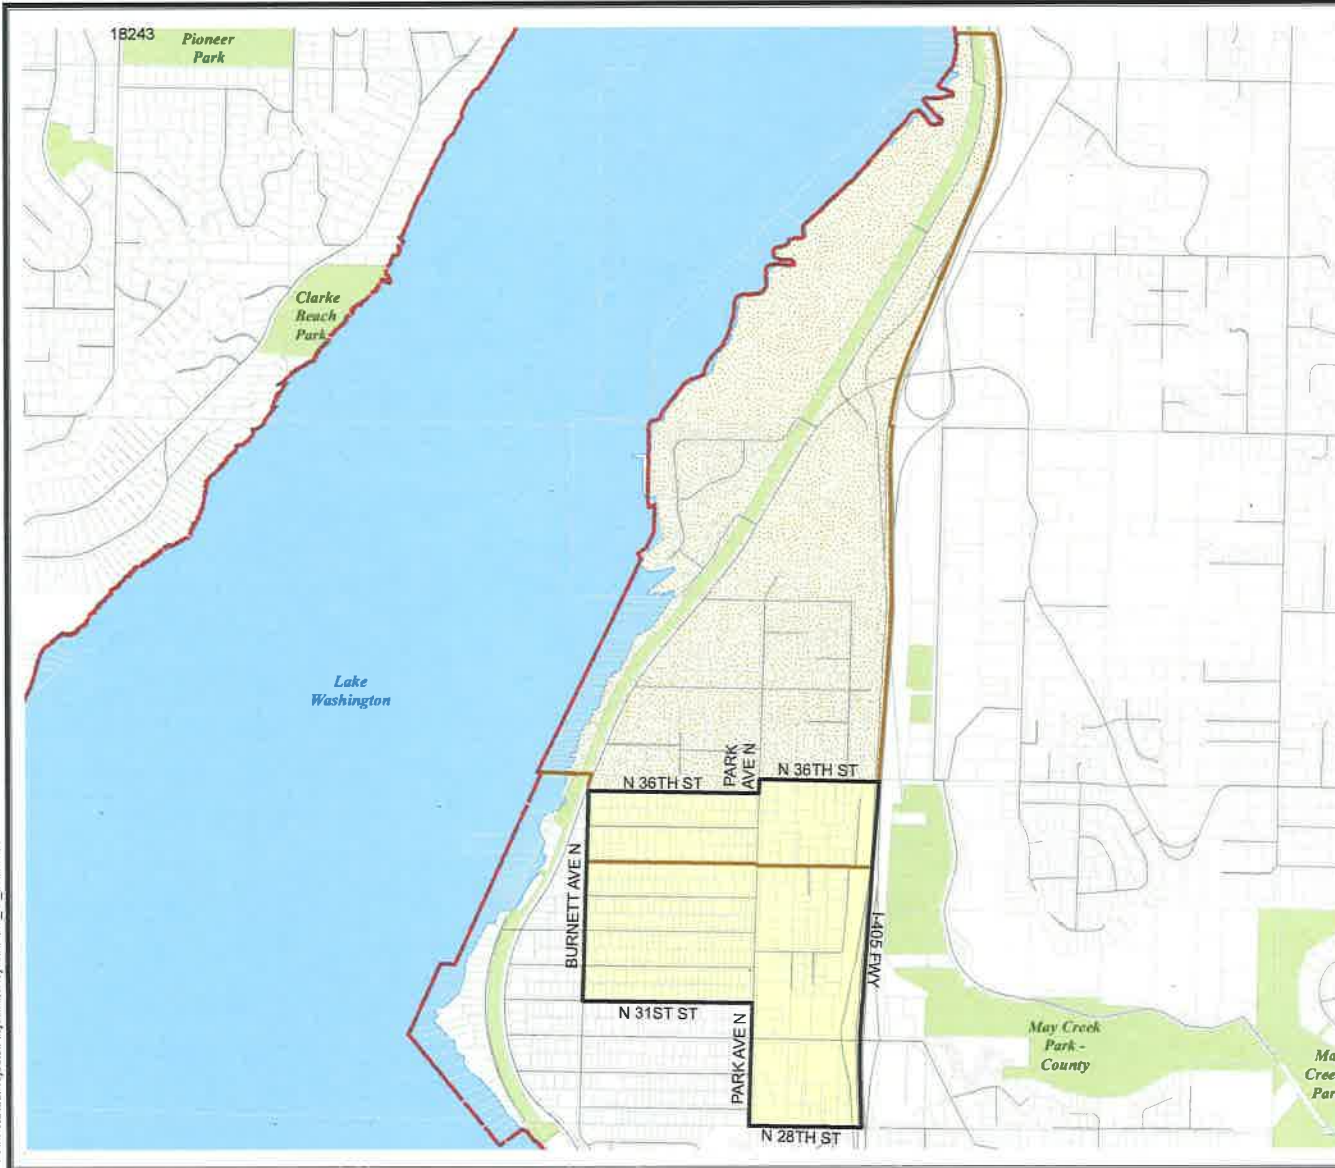 18243
Pioneer
Park
Clarke
Beach
Park
Lake
Washington
N 36TH ST
PARK
AVE N
N 36TH ST
BURNETT AVE N
I-405 FWY
N 31ST ST
PARK AVE N
May Creek
Park -
County
N 28TH ST